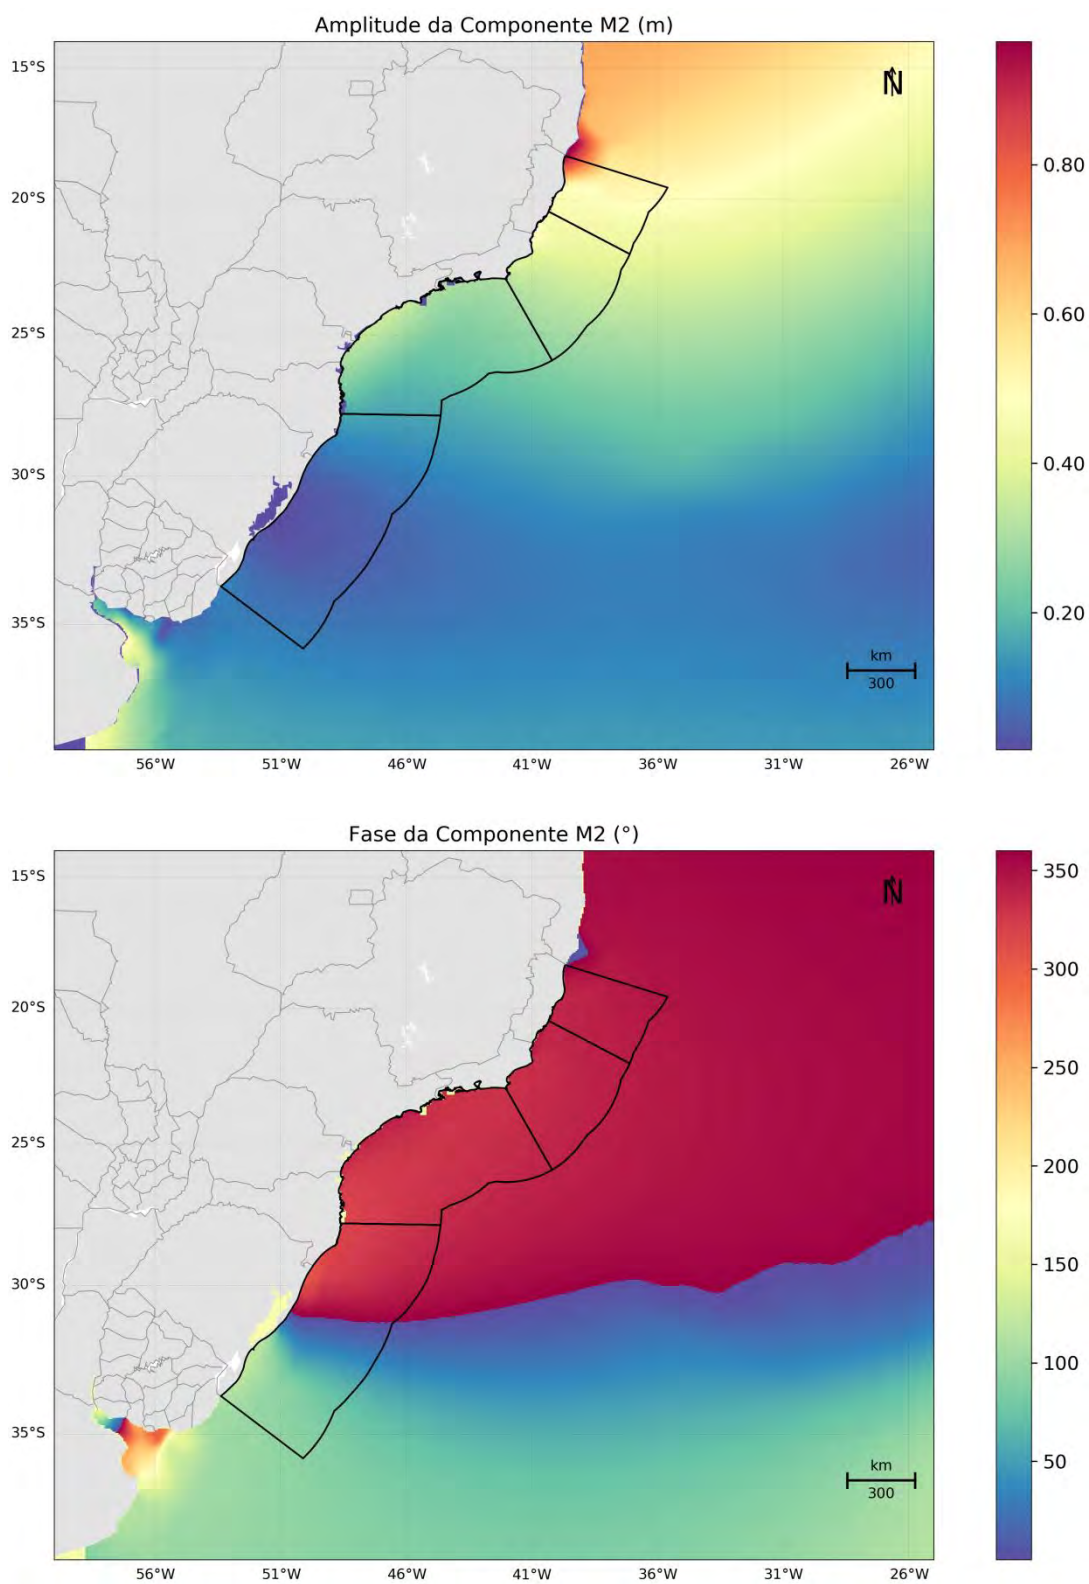 Amplitude da Componente M2 (m)
N
15°S
20°S
25°S
30°S
35°S
56°W 51°W 46°W 41°W 36°W 31°W 26°W
km
300
0.80
0.60
0.40
0.20
Fase da Componente M2 (°)
N
15°S
20°S
25°S
30°S
35°S
56°W 51°W 46°W 41°W 36°W 31°W 26°W
km
300
350
300
250
200
150
100
50